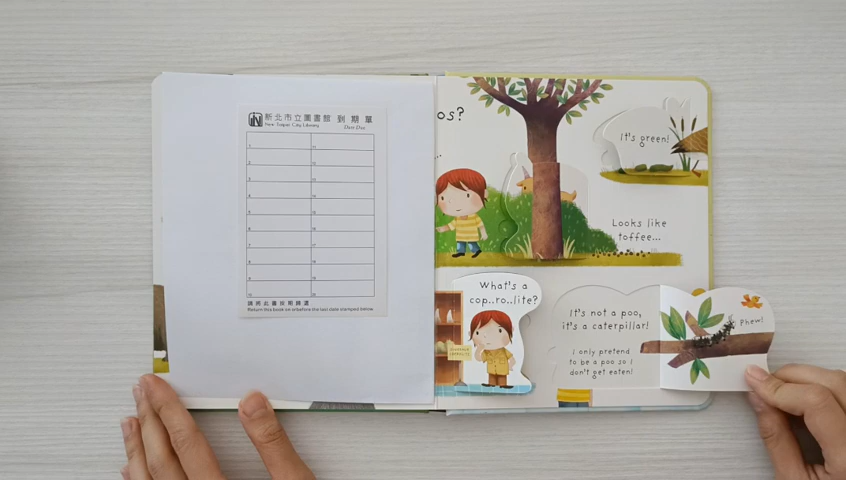 新北市立圖書館 到期單
New Taipei City Library Date Due
請將此書按期歸還
Return this book on or before the last date stamped below
os?
It's green!
Looks like
toffee...
What's a
cop..ro..lite?
It's not a poo,
it's a caterpillar!
I only pretend
to be a poo so I
don't get eaten!
Phew!